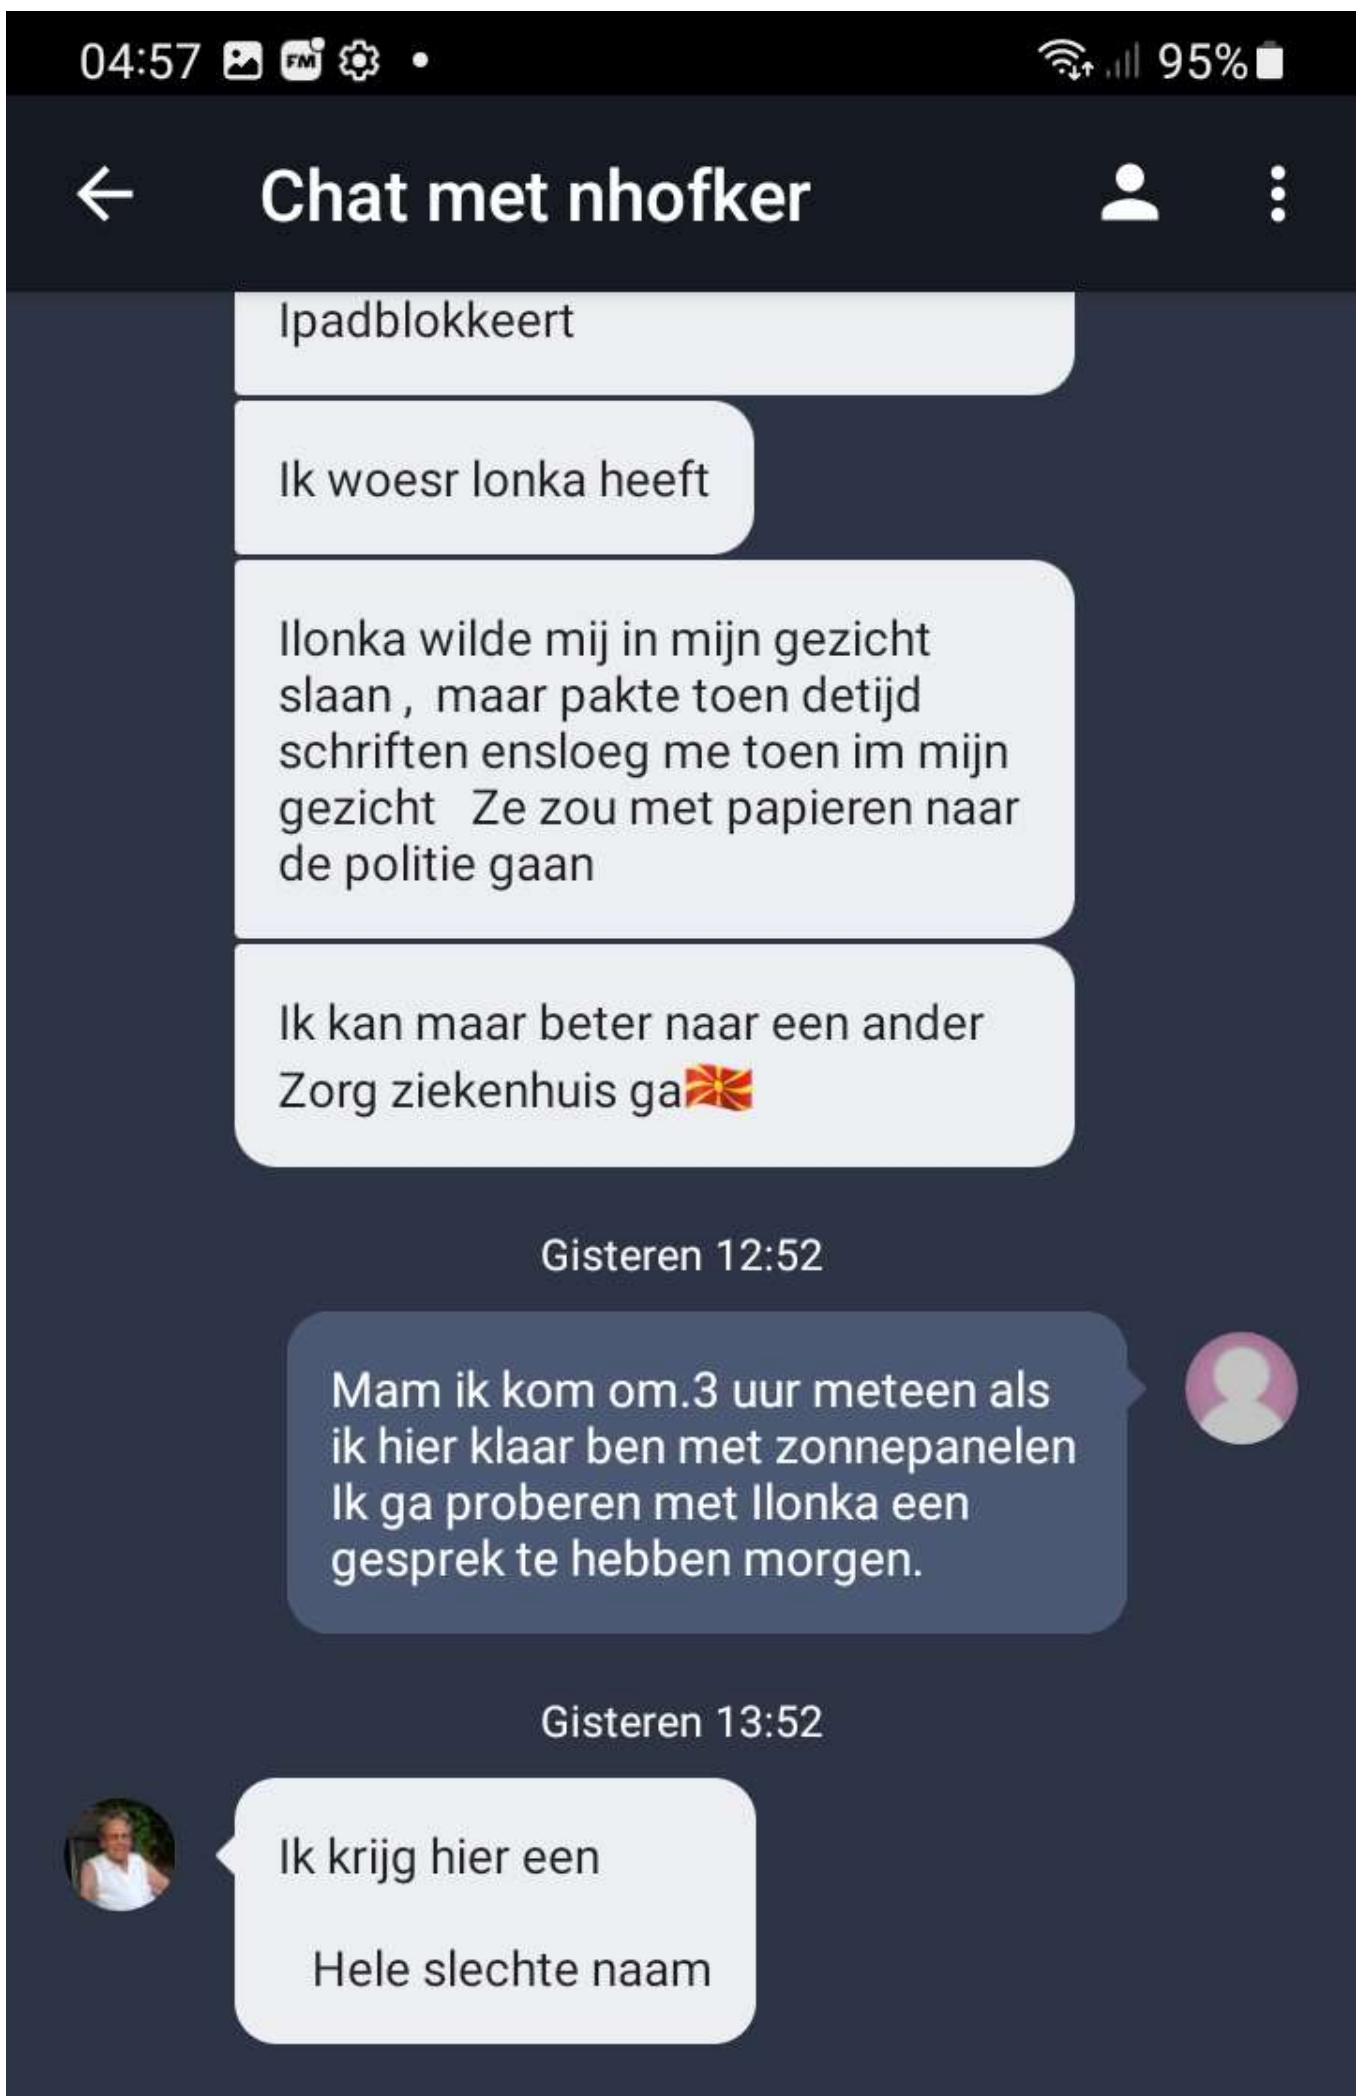 04:57 FM 95%
Chat met nhofker
Ipadblokkeert
Ik woesr lonka heeft
Ilonka wilde mij in mijn gezicht
slaan ,  maar pakte toen detijd
schriften ensloeg me toen im mijn
gezicht   Ze zou met papieren naar
de politie gaan
Ik kan maar beter naar een ander
Zorg ziekenhuis ga🇲🇰
Gisteren 12:52
Mam ik kom om.3 uur meteen als
ik hier klaar ben met zonnepanelen
Ik ga proberen met Ilonka een
gesprek te hebben morgen.
Gisteren 13:52
Ik krijg hier een
Hele slechte naam